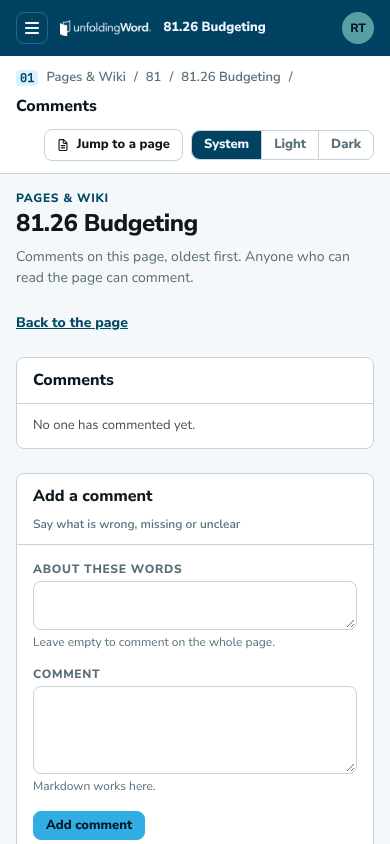 unfoldingWord. 81.26 Budgeting RT
01 Pages & Wiki / 81 / 81.26 Budgeting /
Comments
Jump to a page System Light Dark
PAGES & WIKI
81.26 Budgeting
Comments on this page, oldest first. Anyone who can
read the page can comment.
Back to the page
Comments
No one has commented yet.
Add a comment
Say what is wrong, missing or unclear
ABOUT THESE WORDS
Leave empty to comment on the whole page.
COMMENT
Markdown works here.
Add comment